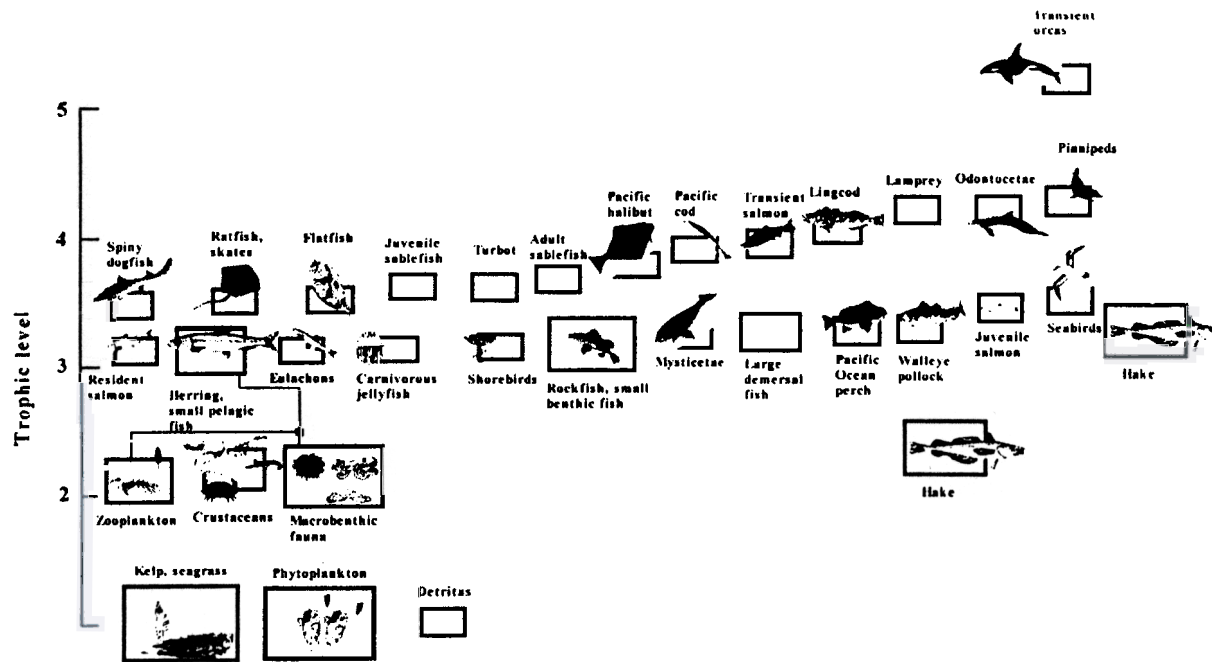 Transient
orcas
5
Pinnipeds
Pacific
halibut
Pacific
cod
Transient
salmon
Lingcod
Lamprey
Odontocetae
4
Spiny
dogfish
Ratfish,
skates
Flatfish
Juvenile
sablefish
Turbot
Adult
sablefish
Trophic level
3
Resident
salmon
Herring,
small pelagic
fish
Eulachons
Carnivorous
jellyfish
Shorebirds
Rockfish, small
benthic fish
Mysticetae
Large
demersal
fish
Pacific
Ocean
perch
Walleye
pollock
Juvenile
salmon
Seabirds
Hake
2
Zooplankton
Crustaceans
Macrobenthic
fauna
Hake
Kelp, seagrass
Phytoplankton
Detritas